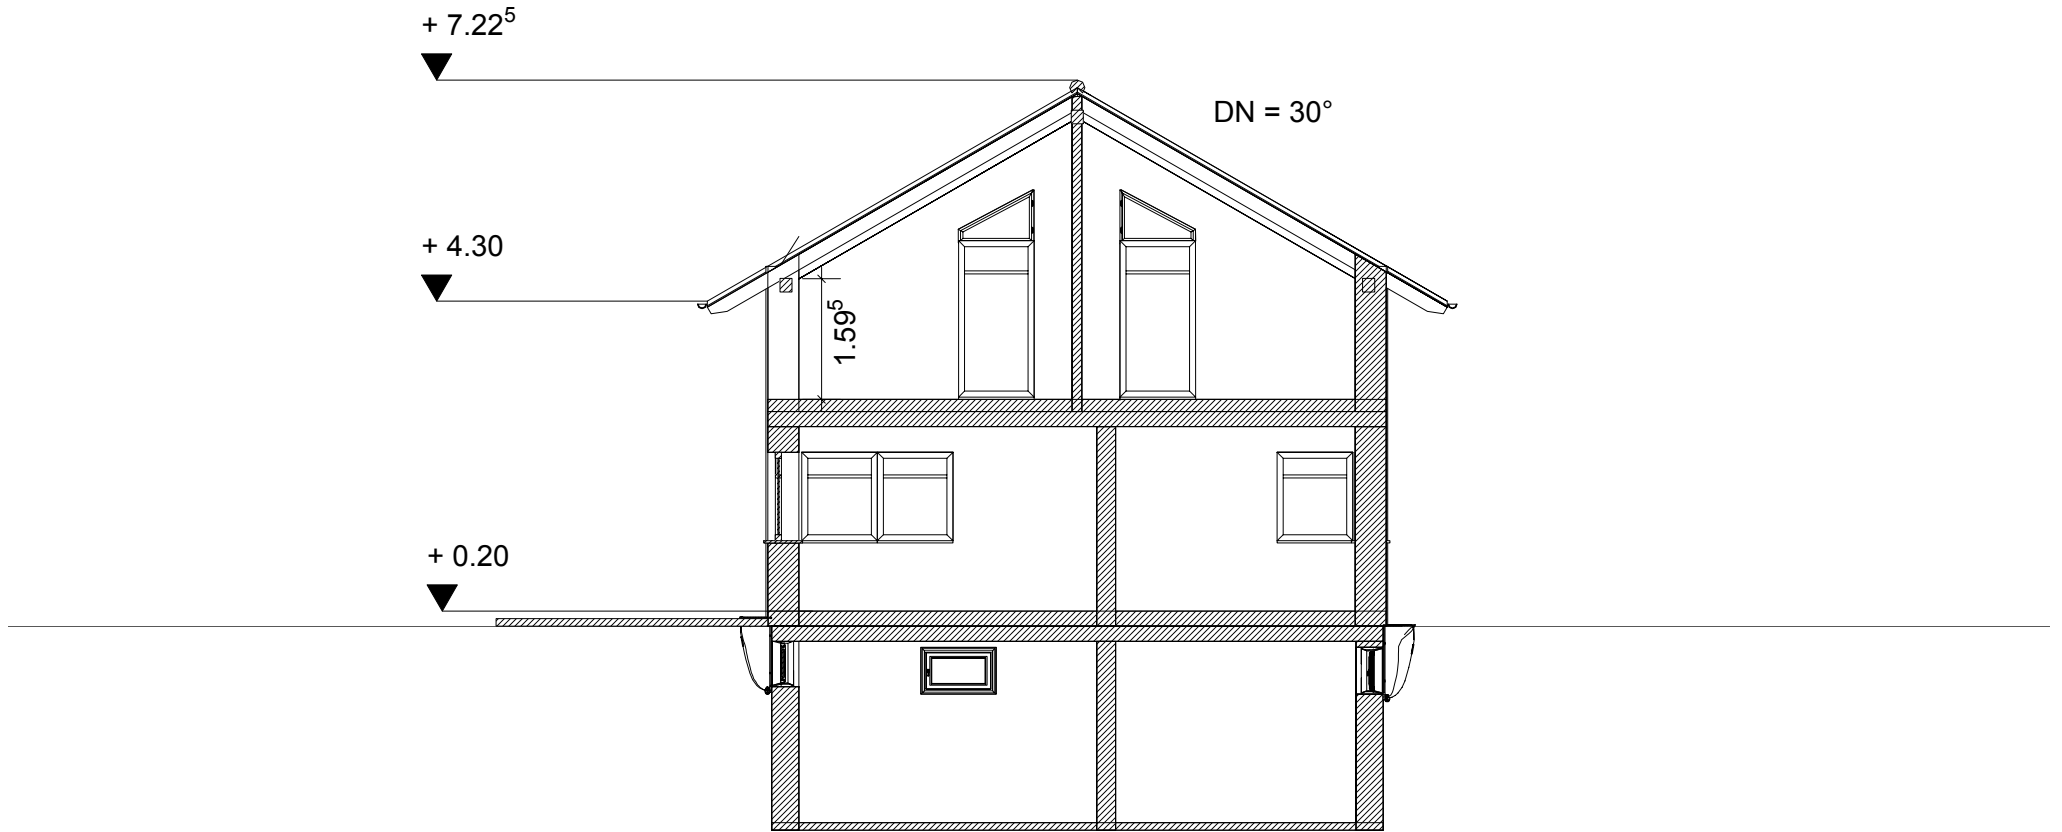 + 7.22⁵
DN = 30°
+ 4.30
1.59⁵
+ 0.20